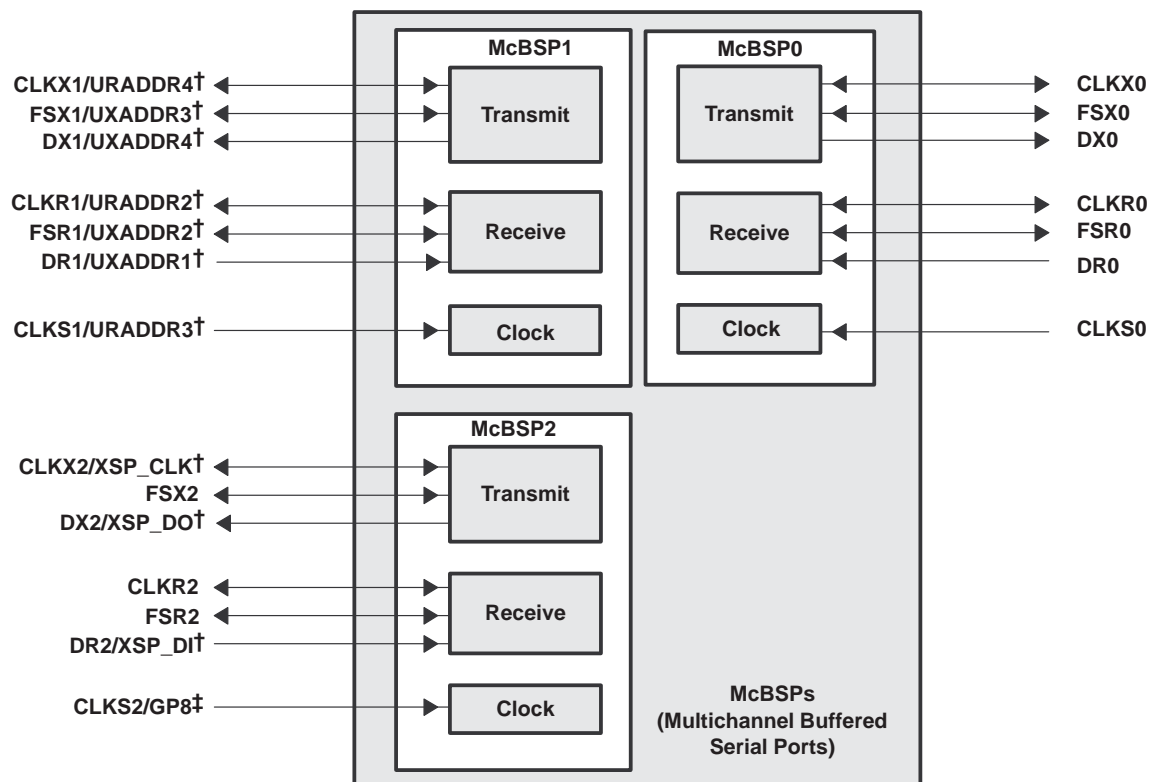 McBSP1
CLKX1/URADDR4†
FSX1/UXADDR3†
DX1/UXADDR4†
Transmit
CLKR1/URADDR2†
FSR1/UXADDR2†
DR1/UXADDR1†
Receive
CLKS1/URADDR3†
Clock
McBSP0
Transmit
CLKX0
FSX0
DX0
Receive
CLKR0
FSR0
DR0
Clock
CLKS0
McBSP2
CLKX2/XSP_CLK†
FSX2
DX2/XSP_DO†
Transmit
CLKR2
FSR2
DR2/XSP_DI†
Receive
CLKS2/GP8‡
Clock
McBSPs
(Multichannel Buffered
Serial Ports)